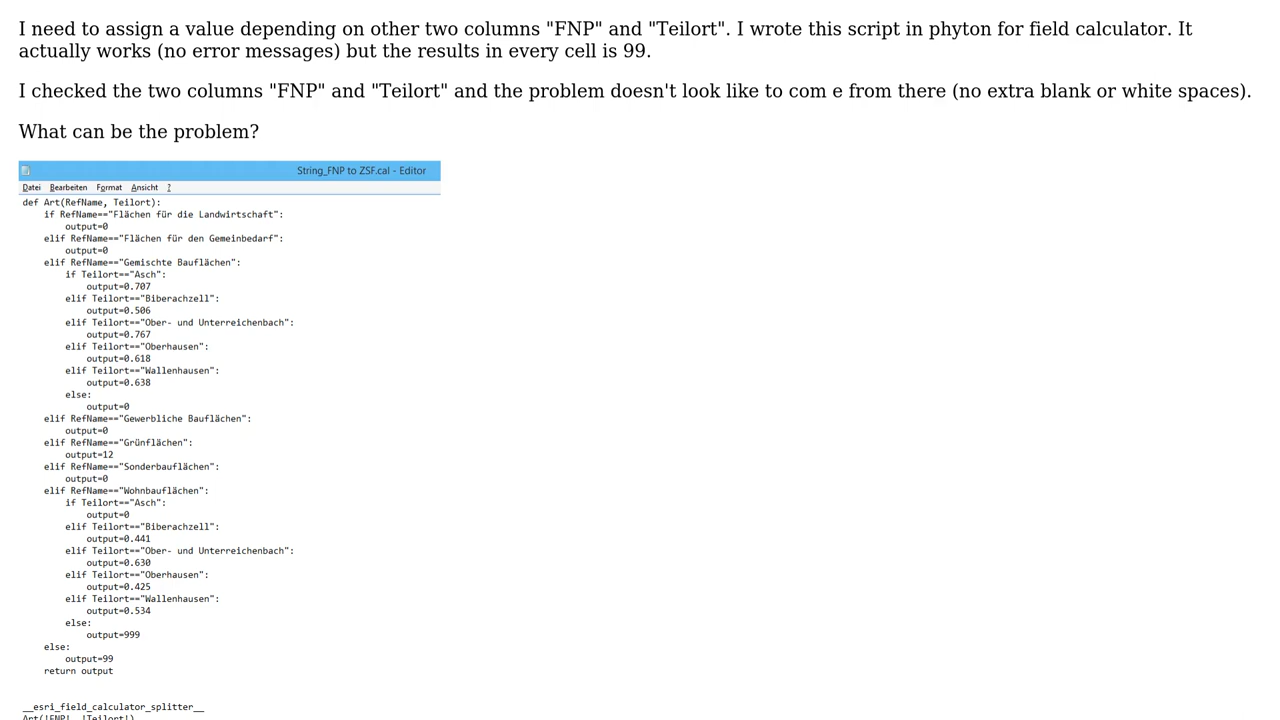 I need to assign a value depending on other two columns "FNP" and "Teilort". I wrote this script in phyton for field calculator. It
actually works (no error messages) but the results in every cell is 99.
I checked the two columns "FNP" and "Teilort" and the problem doesn't look like to com e from there (no extra blank or white spaces).
What can be the problem?
String_FNP to ZSF.cal - Editor
Datei Bearbeiten Format Ansicht ?
def Art(RefName, Teilort):
    if RefName=="Flächen für die Landwirtschaft":
        output=0
    elif RefName=="Flächen für den Gemeinbedarf":
        output=0
    elif RefName=="Gemischte Bauflächen":
        if Teilort=="Asch":
            output=0.707
        elif Teilort=="Biberachzell":
            output=0.506
        elif Teilort=="Ober- und Unterreichenbach":
            output=0.767
        elif Teilort=="Oberhausen":
            output=0.618
        elif Teilort=="Wallenhausen":
            output=0.638
        else:
            output=0
    elif RefName=="Gewerbliche Bauflächen":
        output=0
    elif RefName=="Grünflächen":
        output=12
    elif RefName=="Sonderbauflächen":
        output=0
    elif RefName=="Wohnbauflächen":
        if Teilort=="Asch":
            output=0
        elif Teilort=="Biberachzell":
            output=0.441
        elif Teilort=="Ober- und Unterreichenbach":
            output=0.630
        elif Teilort=="Oberhausen":
            output=0.425
        elif Teilort=="Wallenhausen":
            output=0.534
        else:
            output=999
    else:
        output=99
    return output
__esri_field_calculator_splitter__
Art(!FNP!, !Teilort!)